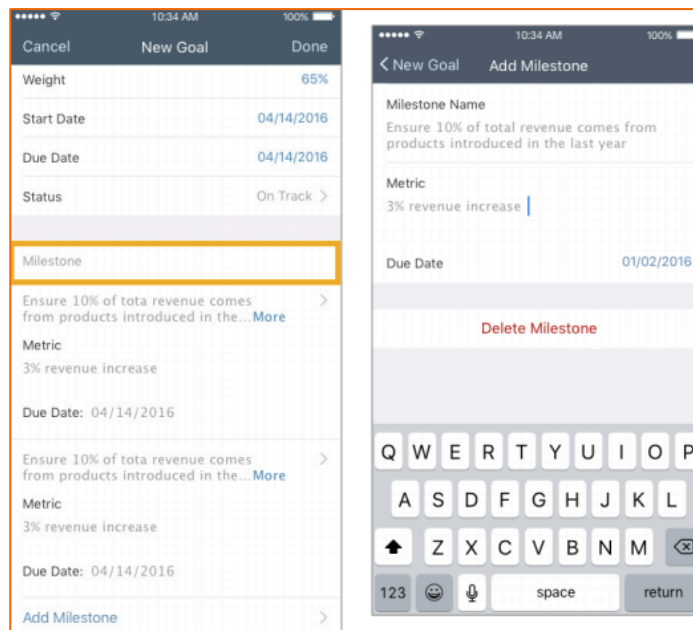 10:34 AM 100%
Cancel New Goal Done
Weight 65%
Start Date 04/14/2016
Due Date 04/14/2016
Status On Track >
Milestone
Ensure 10% of tota revenue comes >
from products introduced in the...More
Metric
3% revenue increase
Due Date: 04/14/2016
Ensure 10% of tota revenue comes >
from products introduced in the...More
Metric
3% revenue increase
Due Date: 04/14/2016
Add Milestone >
10:34 AM 100%
< New Goal Add Milestone
Milestone Name
Ensure 10% of total revenue comes from
products introduced in the last year
Metric
3% revenue increase
Due Date 01/02/2016
Delete Milestone
Q W E R T Y U I O P
A S D F G H J K L
Z X C V B N M
123 space return